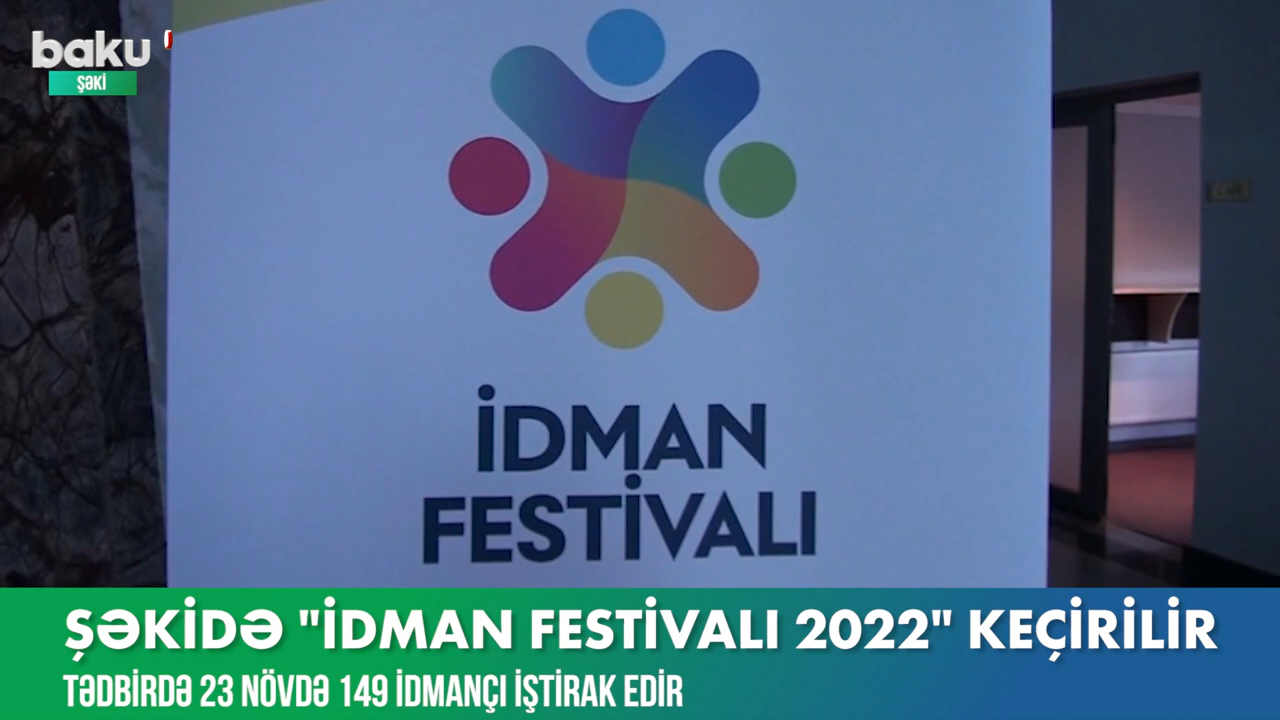 baku
ŞƏKİ
İDMAN
FESTİVALI
ŞƏKİDƏ "İDMAN FESTİVALI 2022" KEÇİRİLİR
TƏDBİRDƏ 23 NÖVDƏ 149 İDMANÇI İŞTİRAK EDİR